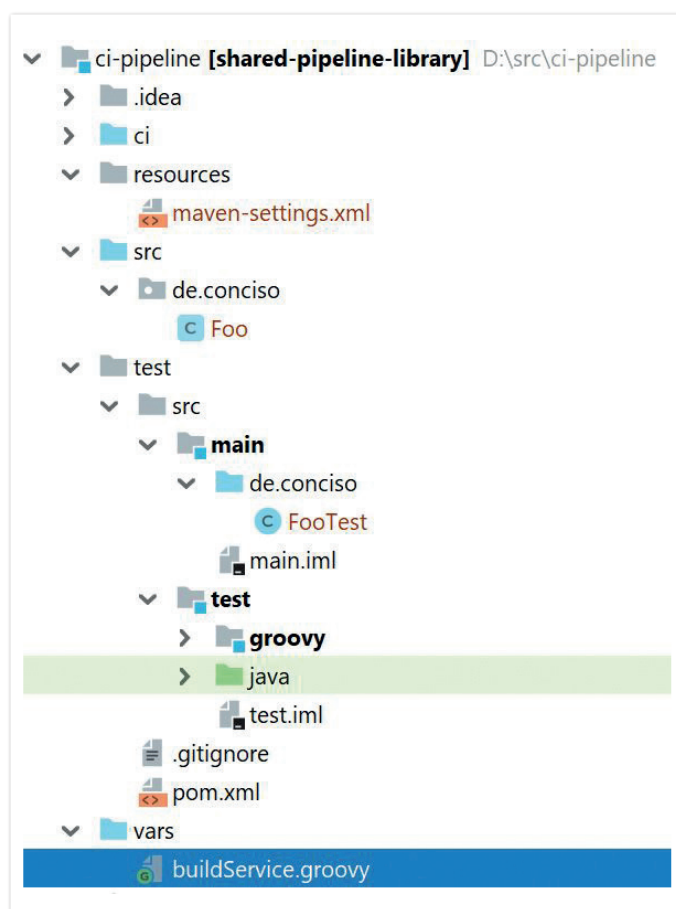 ci-pipeline [shared-pipeline-library] D:\src\ci-pipeline
.idea
ci
resources
maven-settings.xml
src
de.conciso
Foo
test
src
main
de.conciso
FooTest
main.iml
test
groovy
java
test.iml
.gitignore
pom.xml
vars
buildService.groovy